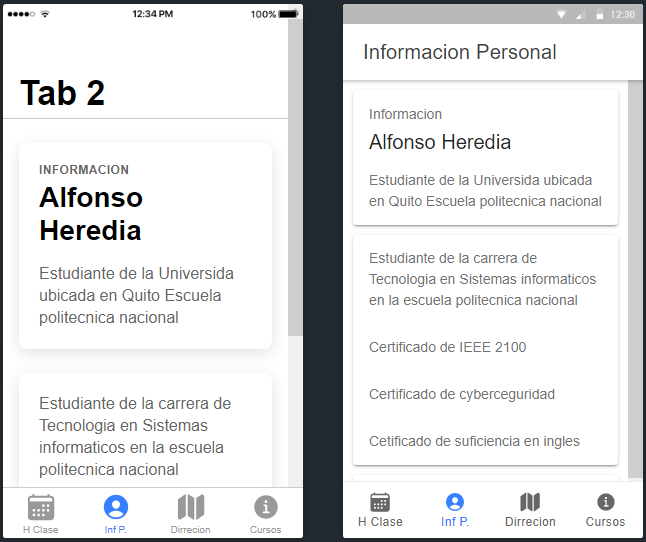 12:34 PM
100%
Tab 2
INFORMACION
Alfonso
Heredia
Estudiante de la Universida
ubicada en Quito Escuela
politecnica nacional
Estudiante de la carrera de
Tecnologia en Sistemas
informaticos en la escuela
politecnica nacional
H Clase
Inf P.
Dirrecion
Cursos
12:30
Informacion Personal
Informacion
Alfonso Heredia
Estudiante de la Universida ubicada
en Quito Escuela politecnica nacional
Estudiante de la carrera de
Tecnologia en Sistemas informaticos
en la escuela politecnica nacional
Certificado de IEEE 2100
Certificado de cyberceguridad
Cetificado de suficiencia en ingles
H Clase
Inf P.
Dirrecion
Cursos